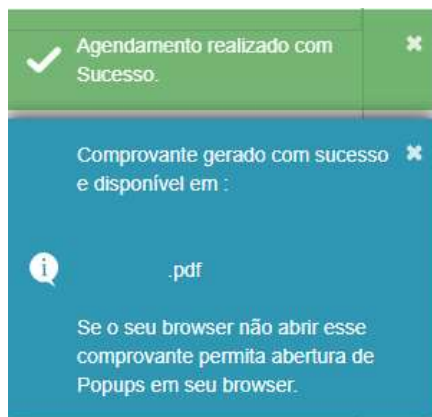 Agendamento realizado com
Sucesso.
Comprovante gerado com sucesso
e disponível em :
.pdf
Se o seu browser não abrir esse
comprovante permita abertura de
Popups em seu browser.